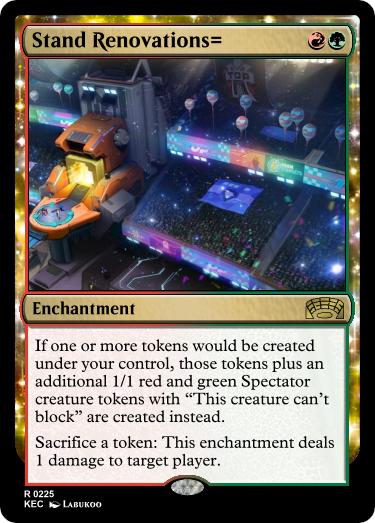 Stand Renovations=
Enchantment
If one or more tokens would be created
under your control, those tokens plus an
additional 1/1 red and green Spectator
creature tokens with “This creature can’t
block” are created instead.
Sacrifice a token: This enchantment deals
1 damage to target player.
R 0225
KEC Labukoo